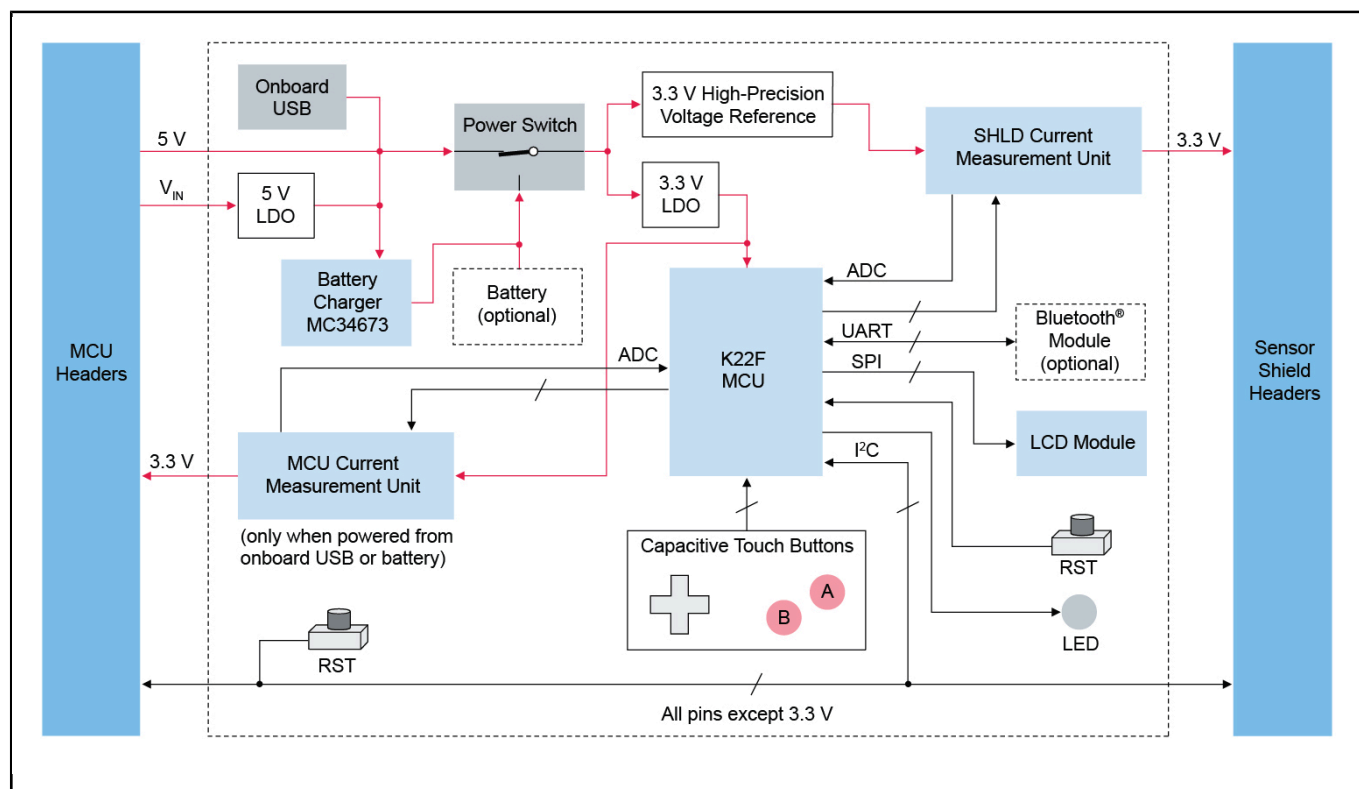 Onboard
USB
5 V
Power Switch
3.3 V High-Precision
Voltage Reference
SHLD Current
Measurement Unit
3.3 V
V_IN
5 V
LDO
3.3 V
LDO
Battery
Charger
MC34673
Battery
(optional)
MCU
Headers
ADC
K22F
MCU
ADC
UART
SPI
I²C
Bluetooth®
Module
(optional)
Sensor
Shield
Headers
LCD Module
3.3 V
MCU Current
Measurement Unit
(only when powered from
onboard USB or battery)
Capacitive Touch Buttons
A
B
RST
LED
RST
All pins except 3.3 V